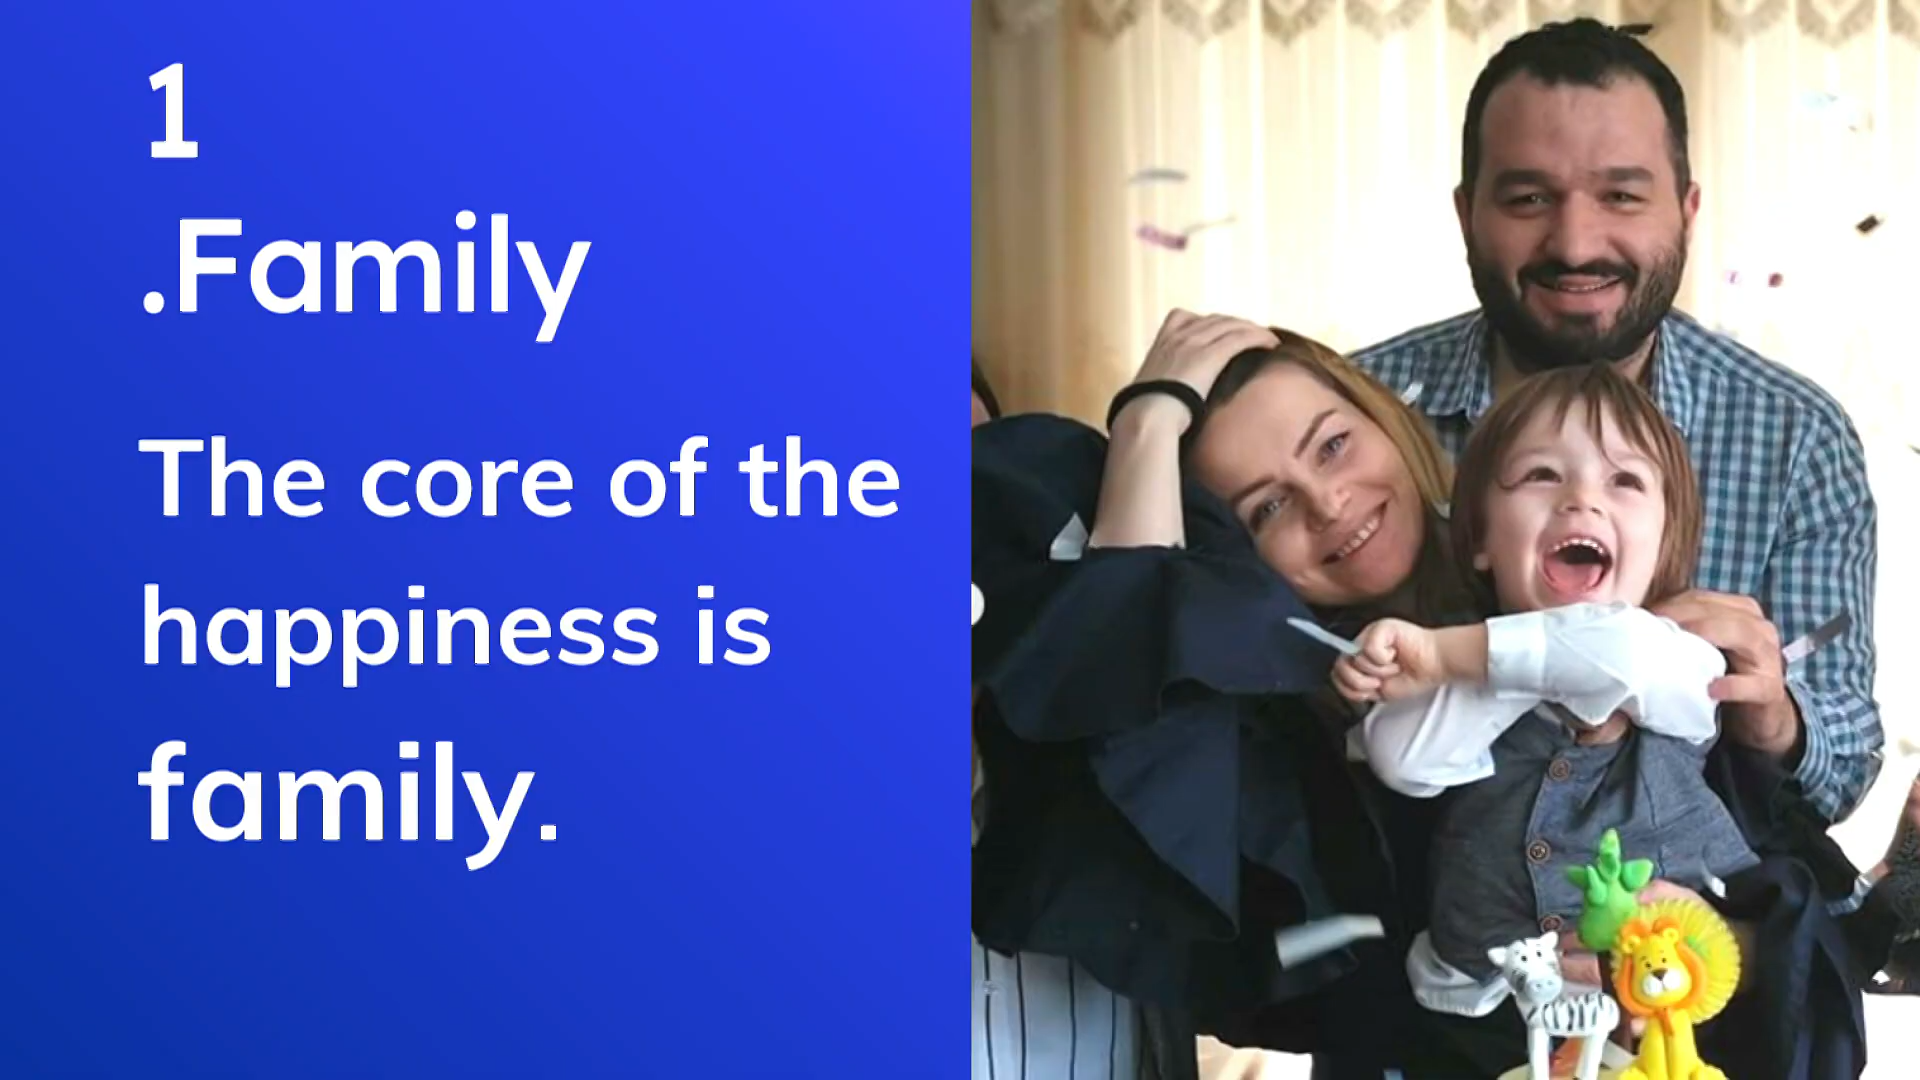 1
.Family
The core of the
happiness is
family.